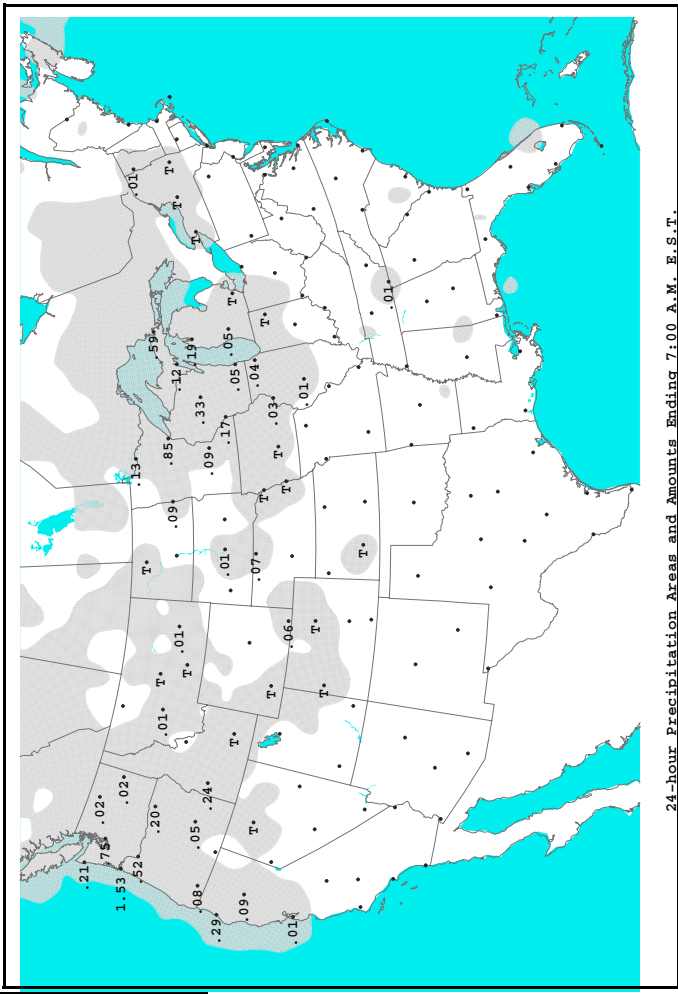 .21
.02
.75
1.53
.02
.01
.13
.52
T
.59
.20
T
.01
.85
T
.09
.12
T
.01
T
.19
.05
T
.08
.33
.24
.09
.29
.01
.17
.05
T
T
.05
.09
T
.04
.07
T
T
T
.03
T
T
.06
.01
.01
T
T
T
.01
24-hour Precipitation Areas and Amounts Ending 7:00 A.M. E.S.T.